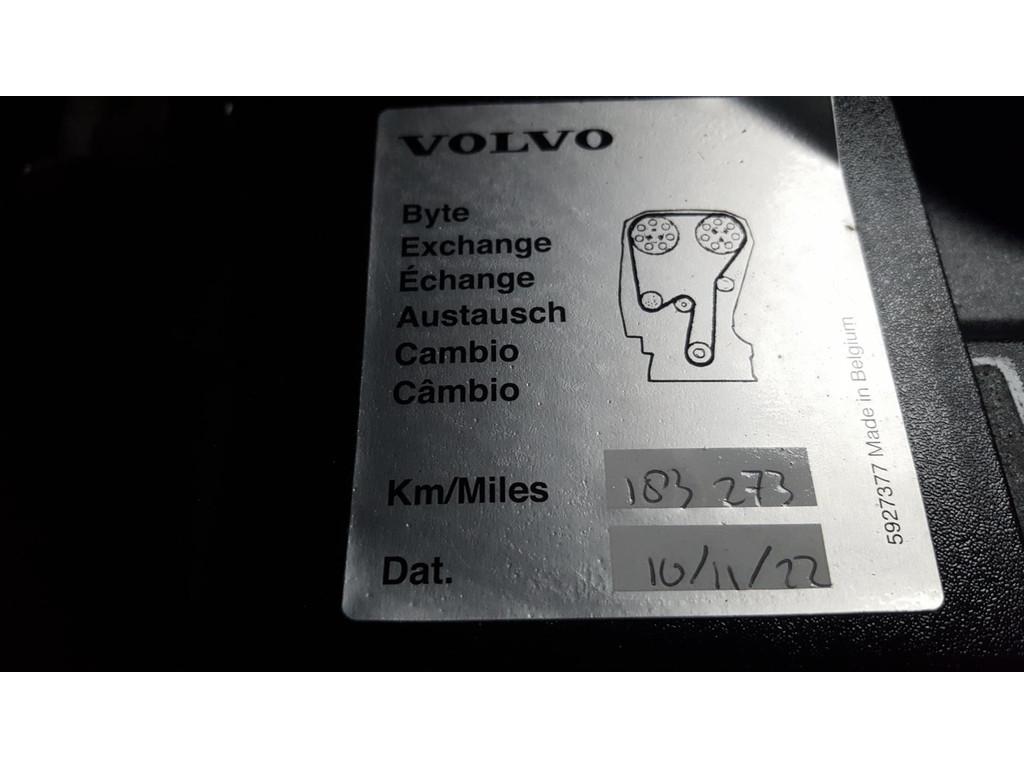 VOLVO
Byte
Exchange
Échange
Austausch
Cambio
Câmbio
Km/Miles 183 273
Dat. 10/11/22
5927377 Made in Belgium